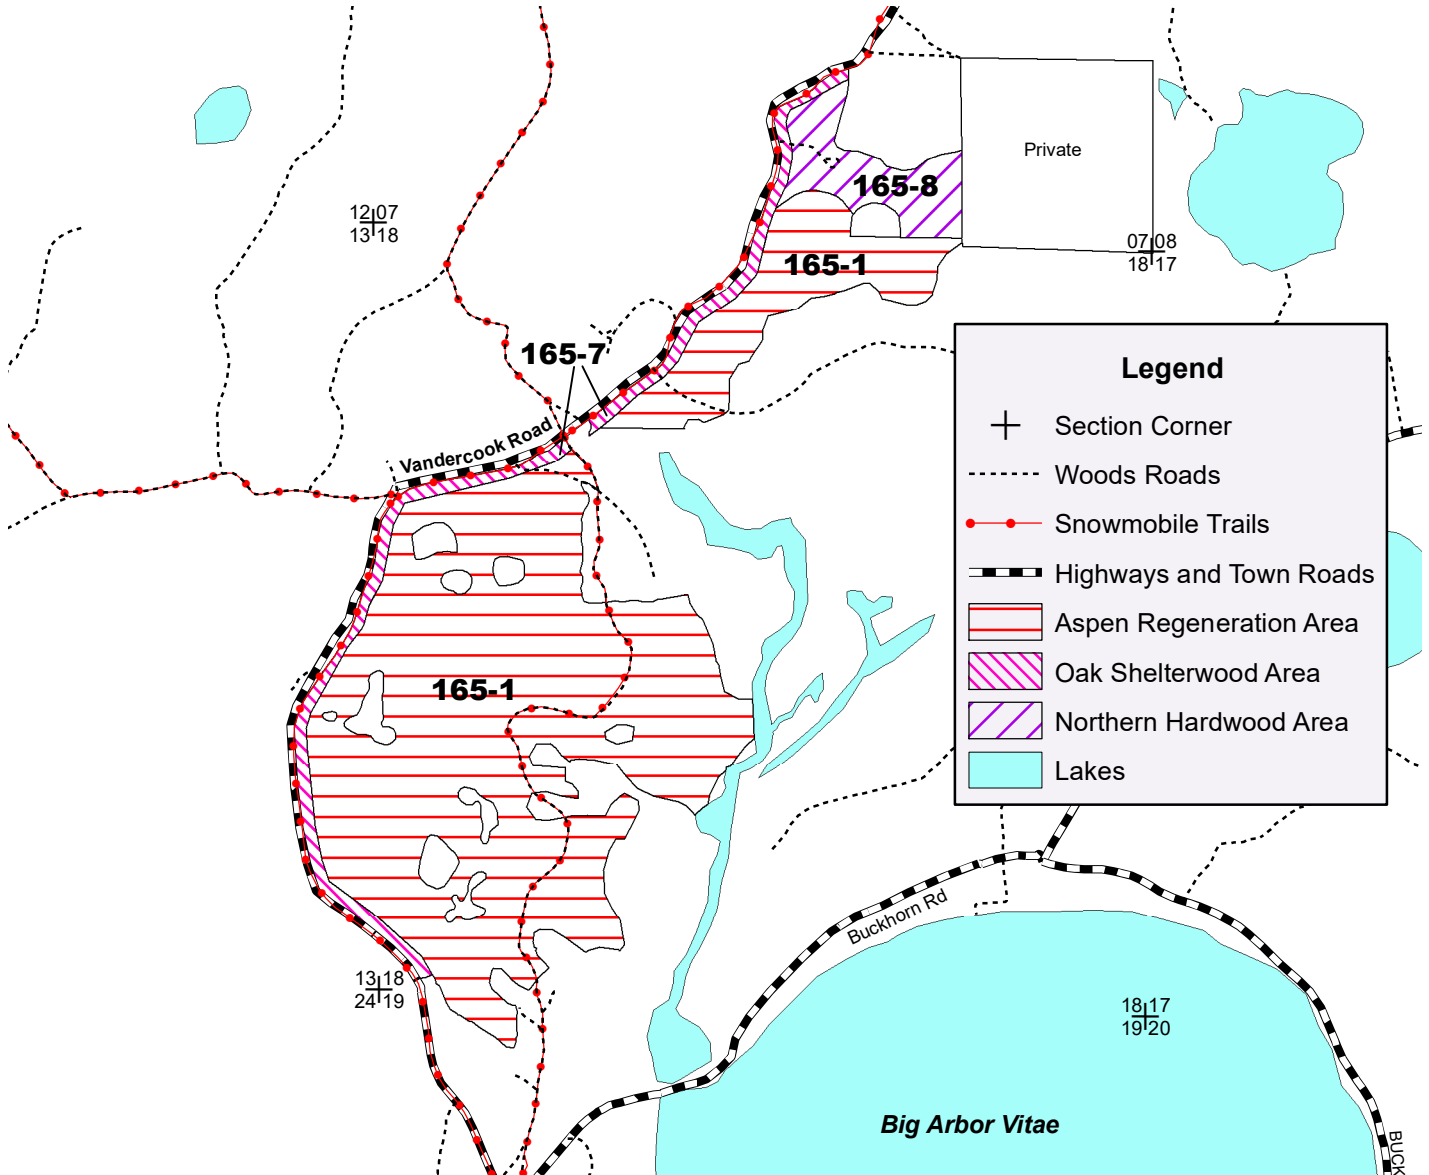 Private
165-8
12 07
13 18
07 08
18 17
165-1
165-7
Vandercook Road
Legend
Section Corner
Woods Roads
Snowmobile Trails
Highways and Town Roads
Aspen Regeneration Area
Oak Shelterwood Area
Northern Hardwood Area
Lakes
165-1
Buckhorn Rd
13 18
24 19
18 17
19 20
Big Arbor Vitae
BUCK